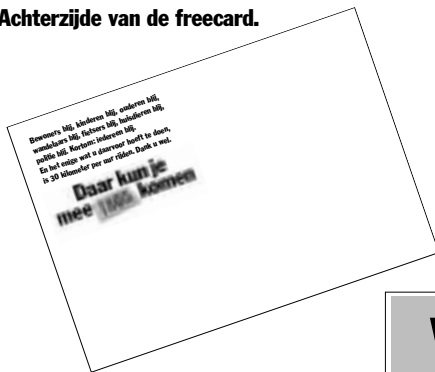 Achterzijde van de freecard.
Bewoners blij, kinderen blij, ouderen blij,
wandelaars blij, fietsers blij, huisdieren blij,
politie blij. Kortom: iedereen blij.
En het enige wat u daarvoor hoeft te doen,
is 30 kilometer per uur rijden. Dank u wel.
Daar kun je
mee komen